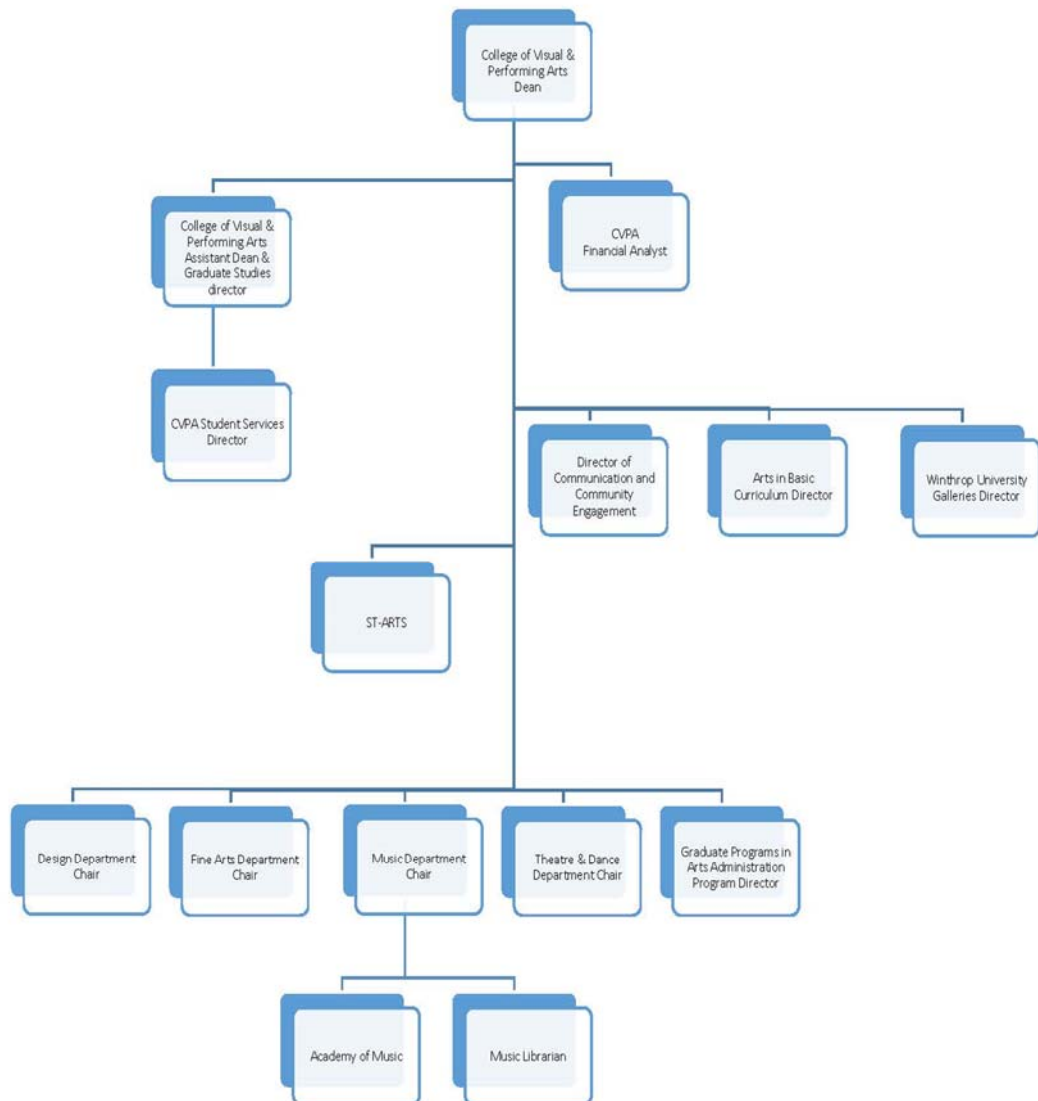 College of Visual &
Performing Arts
Dean
College of Visual &
Performing Arts
Assistant Dean &
Graduate Studies
director
CVPA
Financial Analyst
CVPA Student Services
Director
Director of
Communication and
Community
Engagement
Arts in Basic
Curriculum Director
Winthrop University
Galleries Director
ST-ARTS
Design Department
Chair
Fine Arts Department
Chair
Music Department
Chair
Theatre & Dance
Department Chair
Graduate Programs in
Arts Administration
Program Director
Academy of Music
Music Librarian